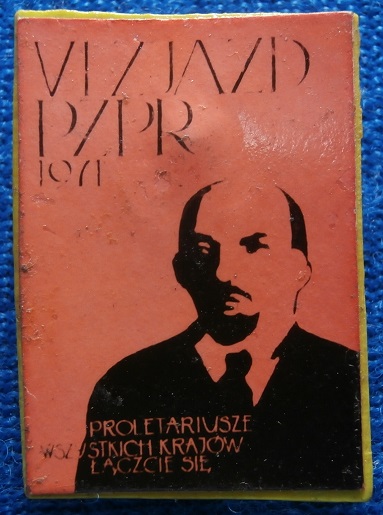 VI ZJAZD
PZPR
1971
PROLETARIUSZE
WSZYSTKICH KRAJÓW
ŁĄCZCIE SIĘ